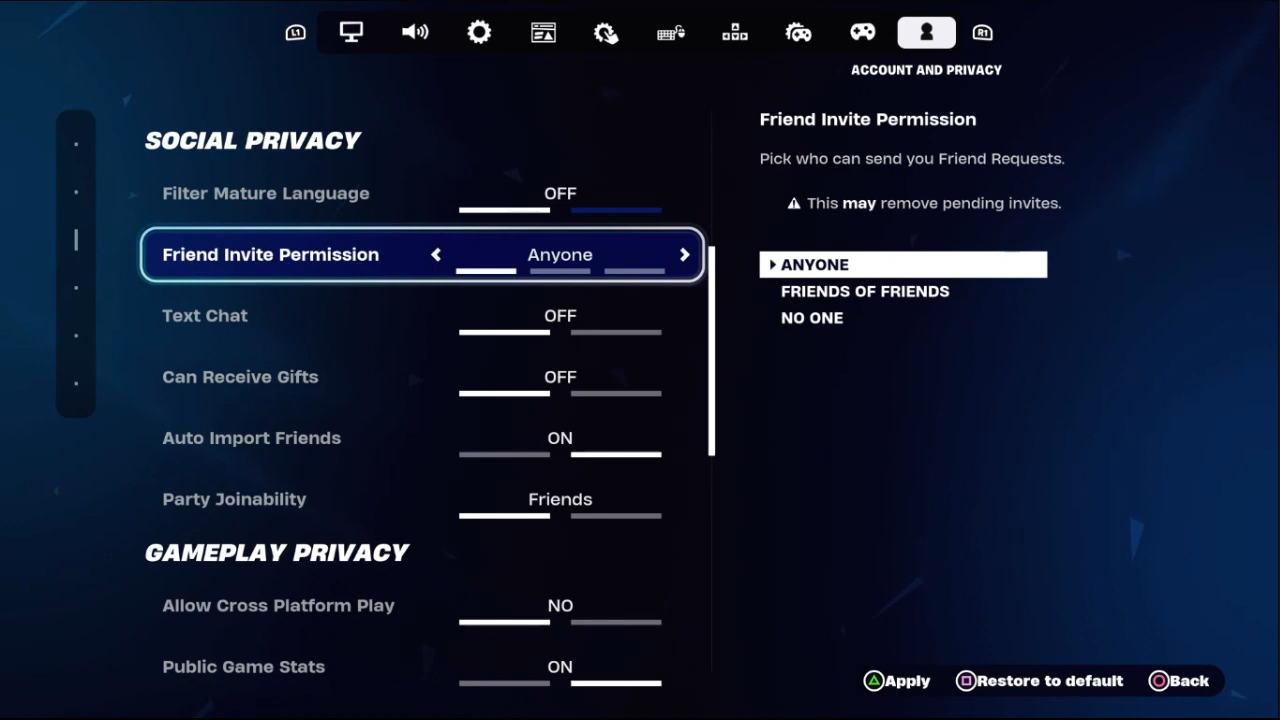 L1
R1
ACCOUNT AND PRIVACY
SOCIAL PRIVACY
Filter Mature Language OFF
Friend Invite Permission Anyone
Text Chat OFF
Can Receive Gifts OFF
Auto Import Friends ON
Party Joinability Friends
GAMEPLAY PRIVACY
Allow Cross Platform Play NO
Public Game Stats ON
Friend Invite Permission
Pick who can send you Friend Requests.
This may remove pending invites.
ANYONE
FRIENDS OF FRIENDS
NO ONE
Apply Restore to default Back